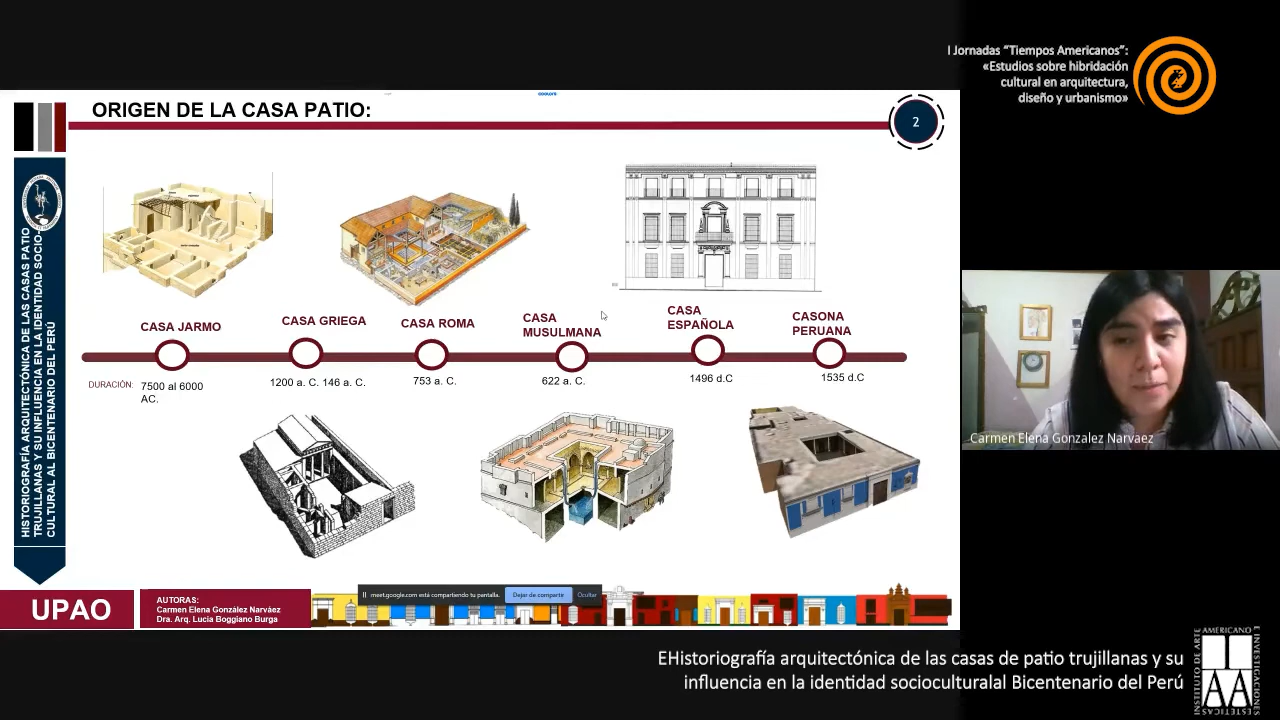 I Jornadas “Tiempos Americanos”:
«Estudios sobre hibridación
cultural en arquitectura,
diseño y urbanismo»
ORIGEN DE LA CASA PATIO:
2
HISTORIOGRAFÍA ARQUITECTÓNICA DE LAS CASAS PATIO
TRUJILLANAS Y SU INFLUENCIA EN LA IDENTIDAD SOCIO-
CULTURAL AL BICENTENARIO DEL PERÚ
CASA JARMO
CASA GRIEGA
CASA ROMA
CASA
MUSULMANA
CASA
ESPAÑOLA
CASONA
PERUANA
DURACIÓN:
7500 al 6000
AC.
1200 a. C. 146 a. C.
753 a. C.
622 a. C.
1496 d.C
1535 d.C
Carmen Elena Gonzalez Narvaez
meet.google.com está compartiendo tu pantalla.
Dejar de compartir
Ocultar
UPAO
AUTORAS:
Carmen Elena Gonzàlez Narvàez
Dra. Arq. Lucía Boggiano Burga
EHistoriografía arquitectónica de las casas de patio trujillanas y su
influencia en la identidad socioculturalal Bicentenario del Perú
INSTITUTO DE ARTE
AMERICANO
E INVESTIGACIONES
ESTÉTICAS
IAA